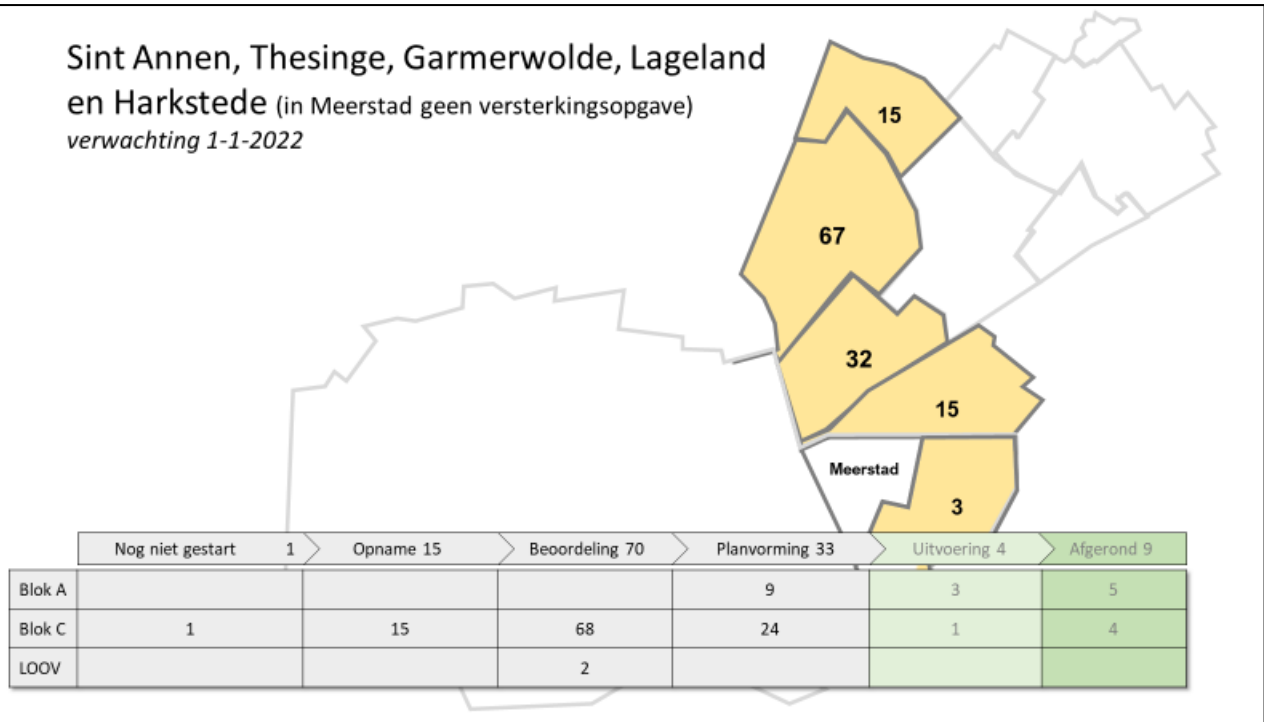 Sint Annen, Thesinge, Garmerwolde, Lageland
en Harkstede (in Meerstad geen versterkingsopgave)
verwachting 1-1-2022
15
67
32
15
Meerstad
3
Nog niet gestart 1 Opname 15 Beoordeling 70 Planvorming 33 Uitvoering 4 Afgerond 9
Blok A 9 3 5
Blok C 1 15 68 24 1 4
LOOV 2